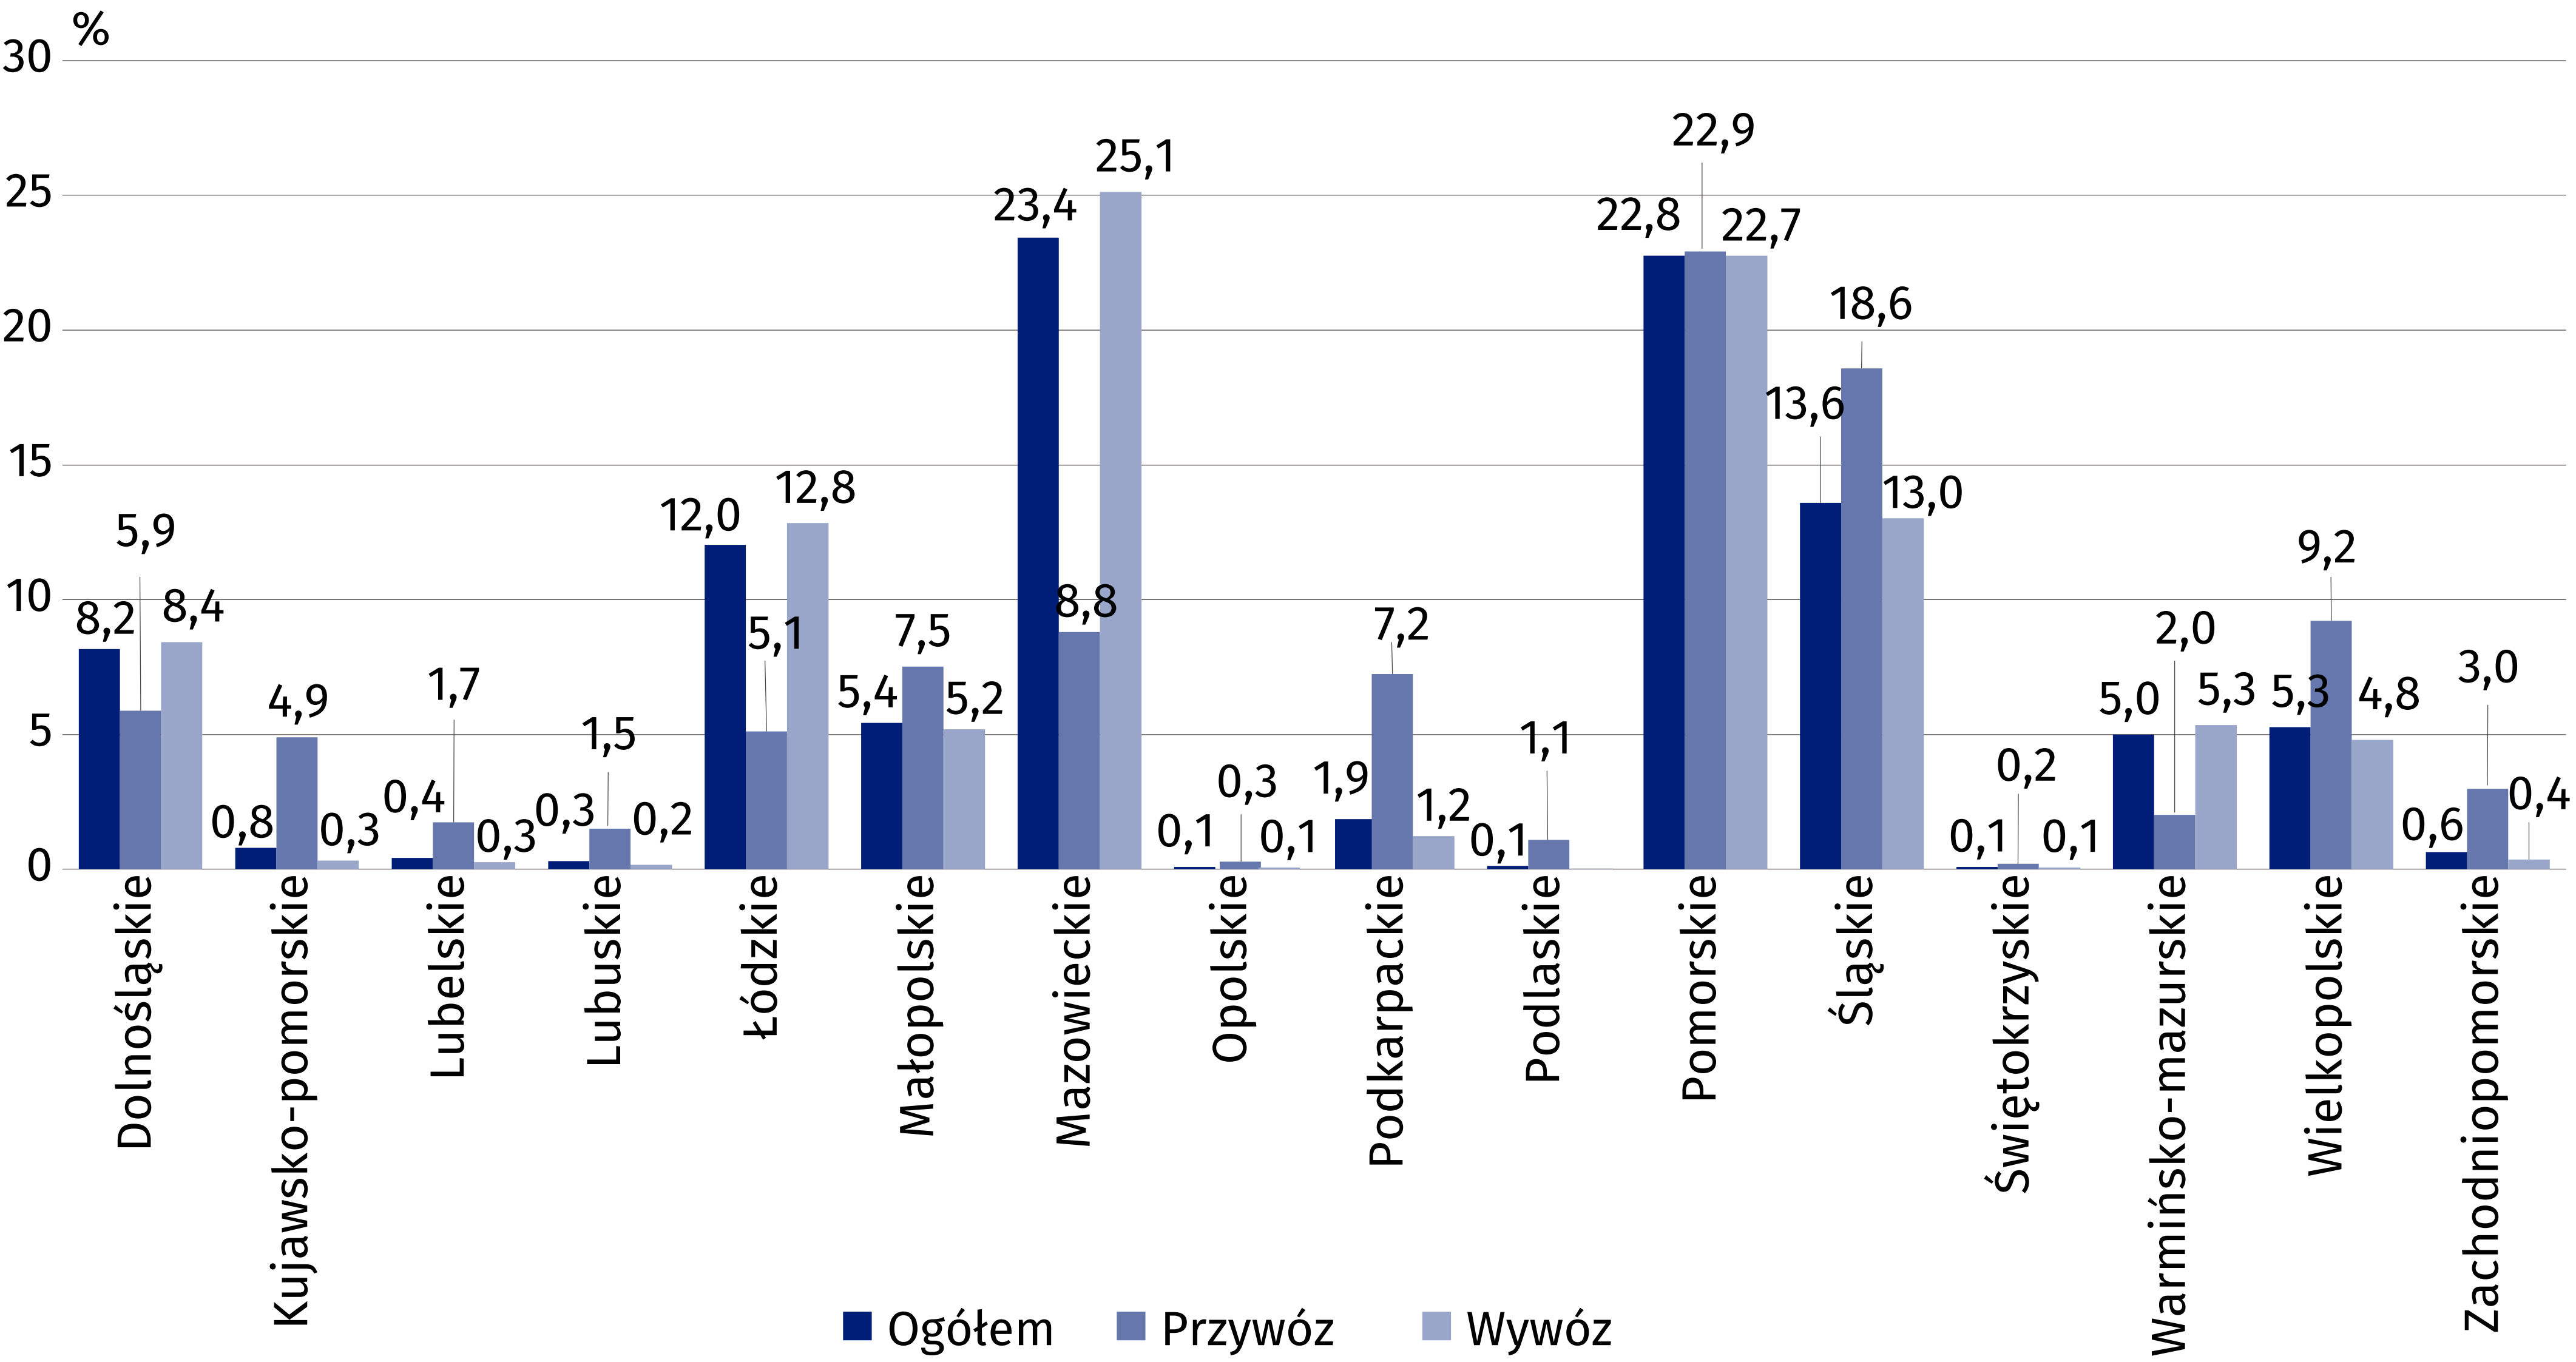 %
30
25
20
15
10
5
0
8,2 5,9 8,4
0,8 4,9 0,3
0,4 1,7 0,3
0,3 1,5 0,2
12,0 5,1 12,8
5,4 7,5 5,2
23,4 8,8 25,1
0,1 0,3 0,1
1,9 7,2 1,2
0,1 1,1
22,8 22,9 22,7
13,6 18,6 13,0
0,1 0,2 0,1
5,0 2,0 5,3
5,3 9,2 4,8
0,6 3,0 0,4
Dolnośląskie
Kujawsko-pomorskie
Lubelskie
Lubuskie
Łódzkie
Małopolskie
Mazowieckie
Opolskie
Podkarpackie
Podlaskie
Pomorskie
Śląskie
Świętokrzyskie
Warmińsko-mazurskie
Wielkopolskie
Zachodniopomorskie
Ogółem Przywóz Wywóz